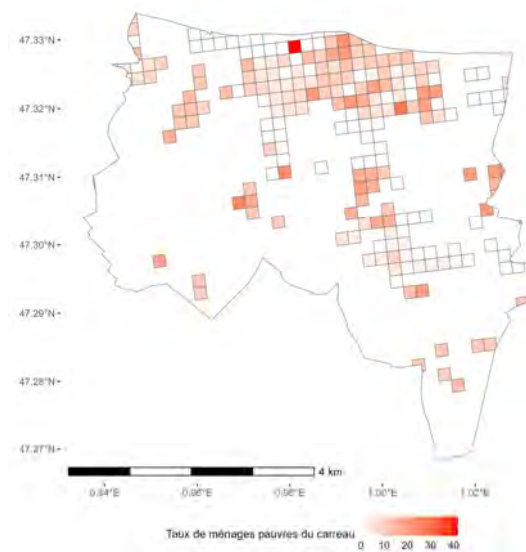 47.33°N
47.32°N
47.31°N
47.30°N
47.29°N
47.28°N
47.27°N
4 km
0.94°E 0.96°E 0.98°E 1.00°E 1.02°E
Taux de ménages pauvres du carreau
0 10 20 30 40